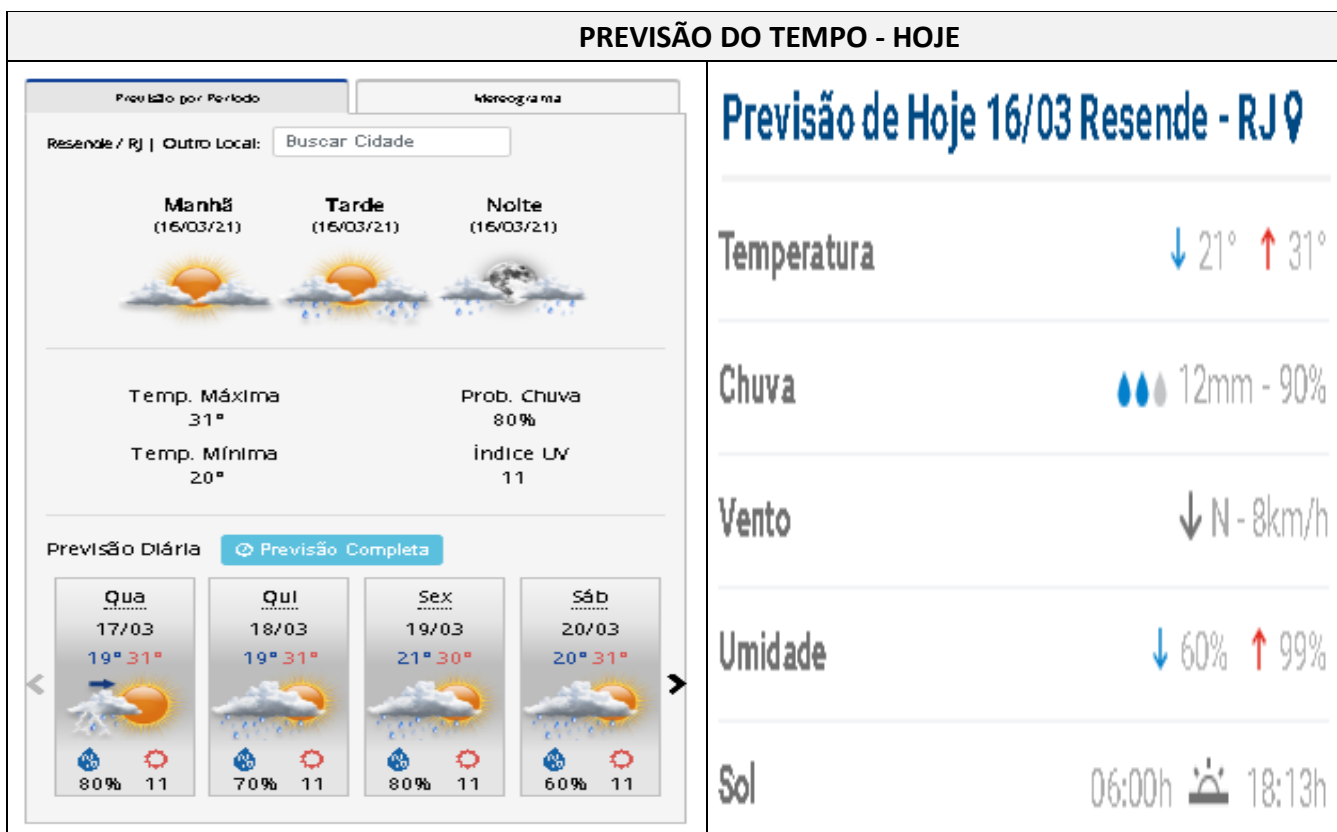 PREVISÃO DO TEMPO - HOJE
Previsão por Período
Meteograma
Resende / RJ | Outro Local: Buscar Cidade
Manhã Tarde Noite
(16/03/21) (16/03/21) (16/03/21)
Temp. Máxima Prob. Chuva
31° 80%
Temp. Mínima Índice UV
20° 11
Previsão Diária Previsão Completa
Qua Qui Sex Sáb
17/03 18/03 19/03 20/03
19° 31° 19° 31° 21° 30° 20° 31°
80% 11 70% 11 80% 11 60% 11
Previsão de Hoje 16/03 Resende - RJ
Temperatura 21° 31°
Chuva 12mm - 90%
Vento N - 8km/h
Umidade 60% 99%
Sol 06:00h 18:13h